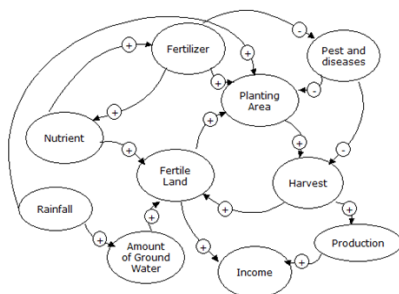 +
Fertilizer
-
Pest and
diseases
+
+
-
Planting
Area
+
Nutrient
+
+
+
-
Fertile
Land
Harvest
Rainfall
+
+
+
+
Amount
of Ground
Water
Production
+
+
Income